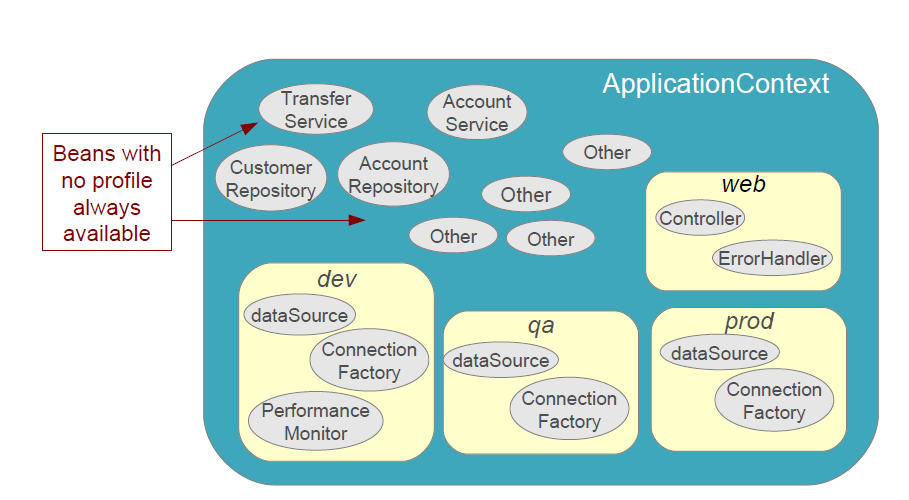 ApplicationContext
Transfer
Service
Account
Service
Beans with
no profile
always
available
Customer
Repository
Account
Repository
Other
Other
Other
Other
web
Controller
ErrorHandler
dev
dataSource
Connection
Factory
Performance
Monitor
qa
dataSource
Connection
Factory
prod
dataSource
Connection
Factory